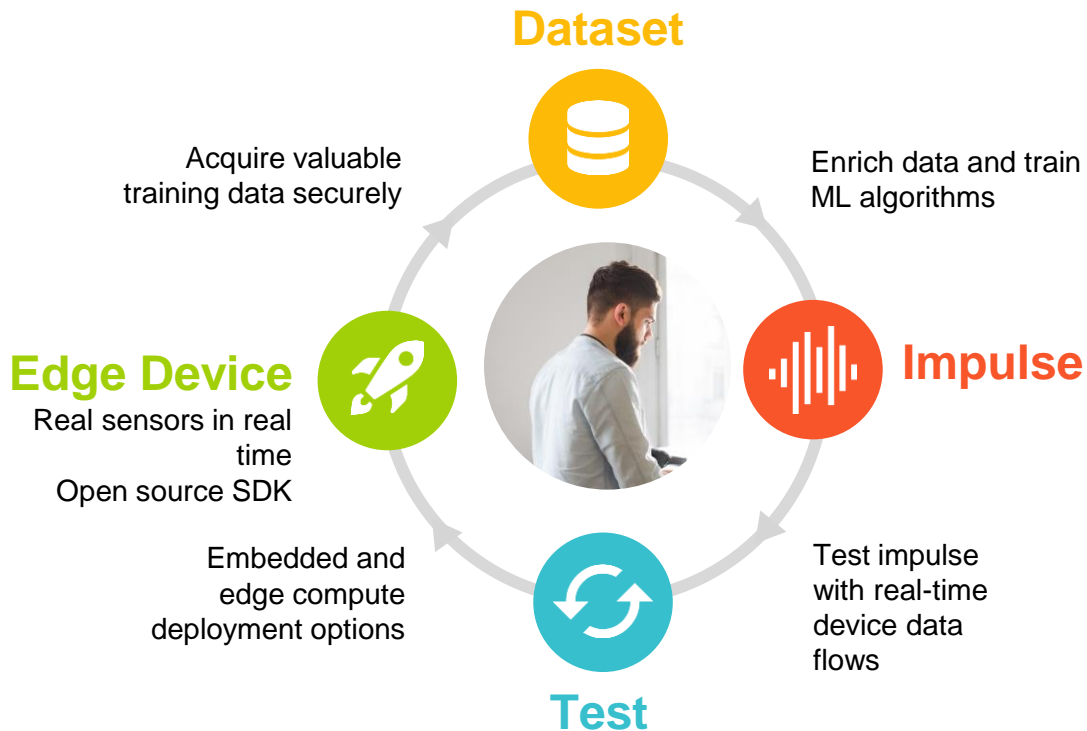 Dataset
Acquire valuable
training data securely
Enrich data and train
ML algorithms
Edge Device
Real sensors in real
time
Open source SDK
Impulse
Embedded and
edge compute
deployment options
Test impulse
with real-time
device data
flows
Test